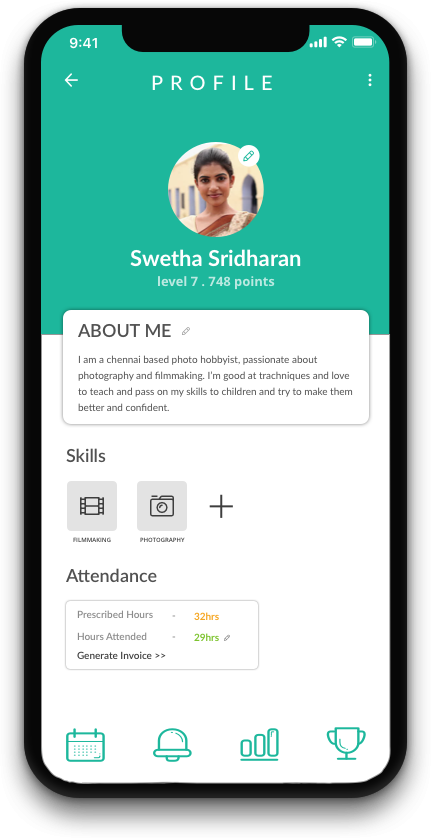 9:41
PROFILE
Swetha Sridharan
level 7 . 748 points
ABOUT ME
I am a chennai based photo hobbyist, passionate about
photography and filmmaking. I'm good at trachniques and love
to teach and pass on my skills to children and try to make them
better and confident.
Skills
FILMMAKING PHOTOGRAPHY
Attendance
Prescribed Hours - 32hrs
Hours Attended - 29hrs
Generate Invoice >>